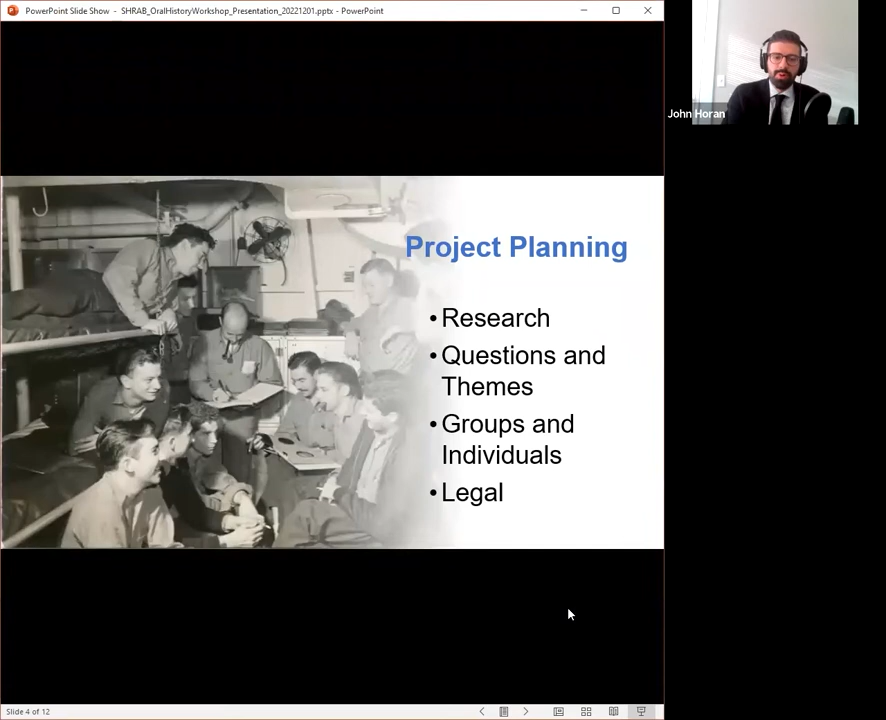 PowerPoint Slide Show - SHRAB_OralHistoryWorkshop_Presentation_20221201.pptx - PowerPoint
John Horan
Project Planning
•Research
•Questions and
Themes
•Groups and
Individuals
•Legal
Slide 4 of 12